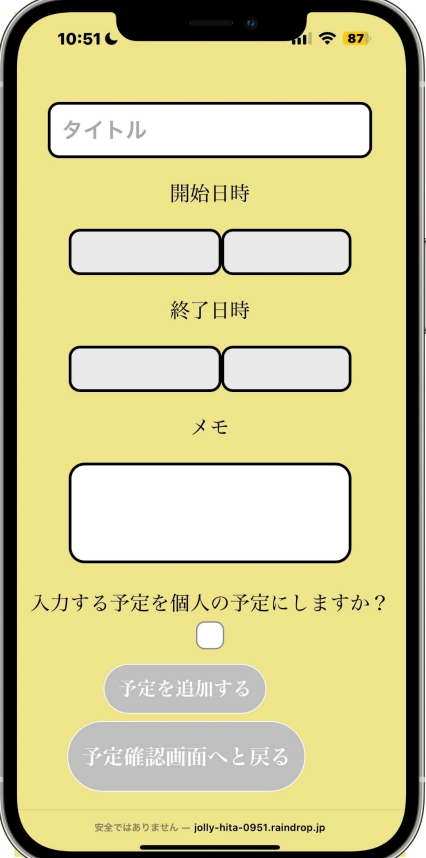 10:51
87
タイトル
開始日時
終了日時
メモ
入力する予定を個人の予定にしますか？
予定を追加する
予定確認画面へと戻る
安全ではありません — jolly-hita-0951.raindrop.jp